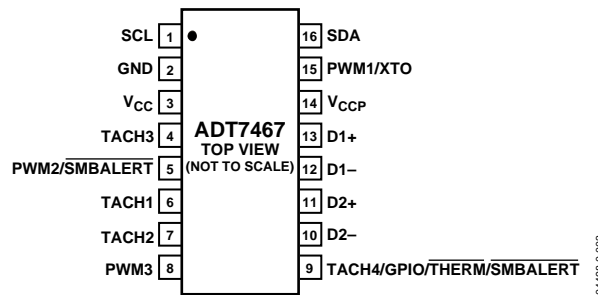 SCL 1
GND 2
VCC 3
TACH3 4
PWM2/SMBALERT 5
TACH1 6
TACH2 7
PWM3 8
ADT7467
TOP VIEW
(NOT TO SCALE)
16 SDA
15 PWM1/XTO
14 VCCP
13 D1+
12 D1–
11 D2+
10 D2–
9 TACH4/GPIO/THERM/SMBALERT